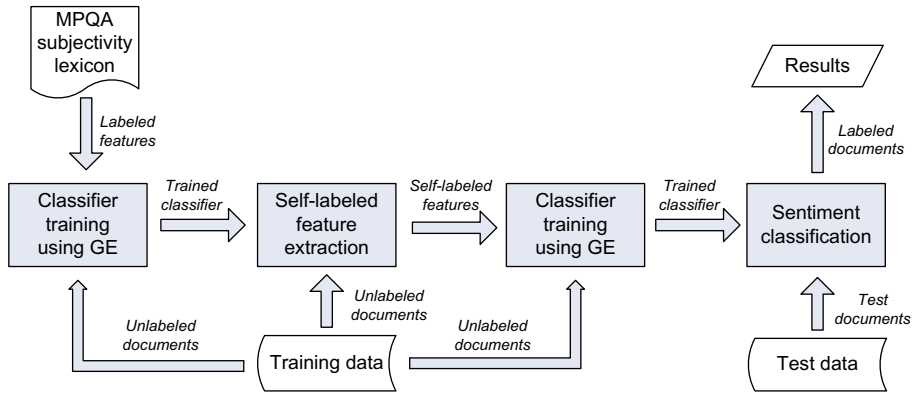 MPQA
subjectivity
lexicon
Results
Labeled
features
Labeled
documents
Classifier
training
using GE
Trained
classifier
Self-labeled
feature
extraction
Self-labeled
features
Classifier
training
using GE
Trained
classifier
Sentiment
classification
Unlabeled
documents
Unlabeled
documents
Unlabeled
documents
Test
documents
Training data
Test data